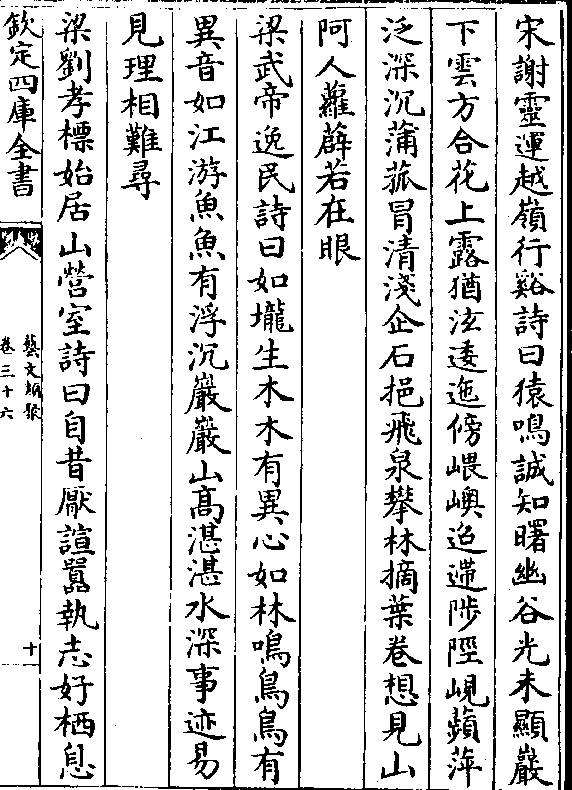 宋謝靈運越嶺行谿詩曰猿鳴誠知曙幽谷光未顯巖
下雲方合花上露猶泫逶迤傍嵔嶼迢遰陟陘峴蘋萍
泛深沉蒲菰冒清淺企石挹飛泉攀林摘葉卷想見山
阿人蘿薜若在眼
梁武帝逸民詩曰如壠生木木有異心如林鳴鳥鳥有
異音如江游魚魚有浮沉巖巖山高湛湛水深事迹易
見理相難尋
梁劉孝標始居山營室詩曰自昔厭諠囂執志好栖息
欽定四庫全書
藝文類聚
卷三十六
十